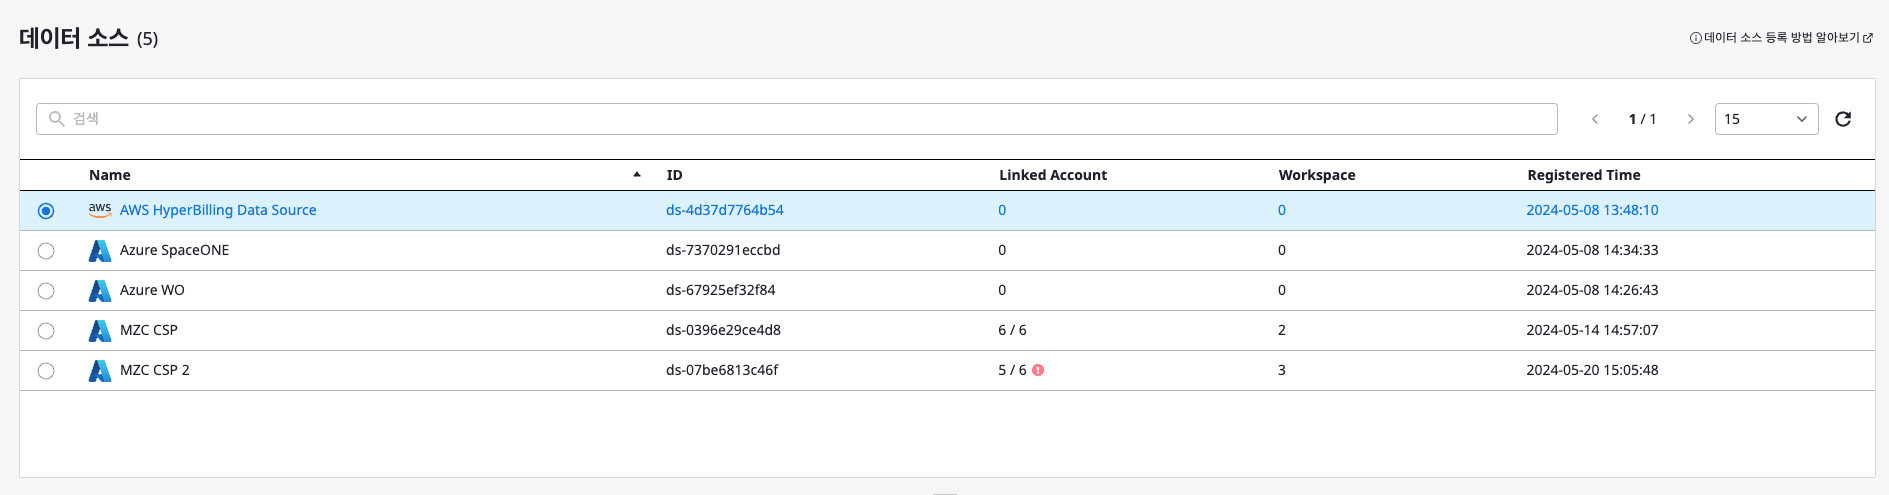 데이터 소스 (5)
데이터 소스 등록 방법 알아보기
검색
1 / 1
15
Name ID Linked Account Workspace Registered Time
aws AWS HyperBilling Data Source ds-4d37d7764b54 0 0 2024-05-08 13:48:10
Azure SpaceONE ds-7370291eccbd 0 0 2024-05-08 14:34:33
Azure WO ds-67925ef32f84 0 0 2024-05-08 14:26:43
MZC CSP ds-0396e29ce4d8 6 / 6 2 2024-05-14 14:57:07
MZC CSP 2 ds-07be6813c46f 5 / 6 3 2024-05-20 15:05:48